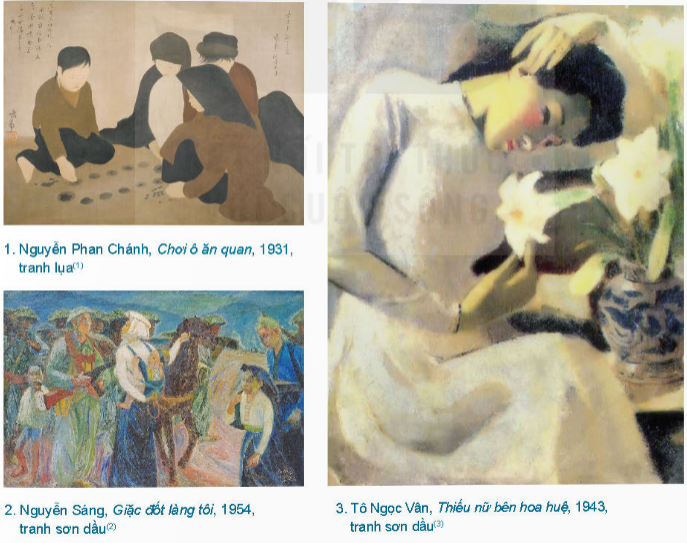 1. Nguyễn Phan Chánh, Chơi ô ăn quan, 1931,
tranh lụa(1)
2. Nguyễn Sáng, Giặc đốt làng tôi, 1954,
tranh sơn dầu(2)
3. Tô Ngọc Vân, Thiếu nữ bên hoa huệ, 1943,
tranh sơn dầu(3)